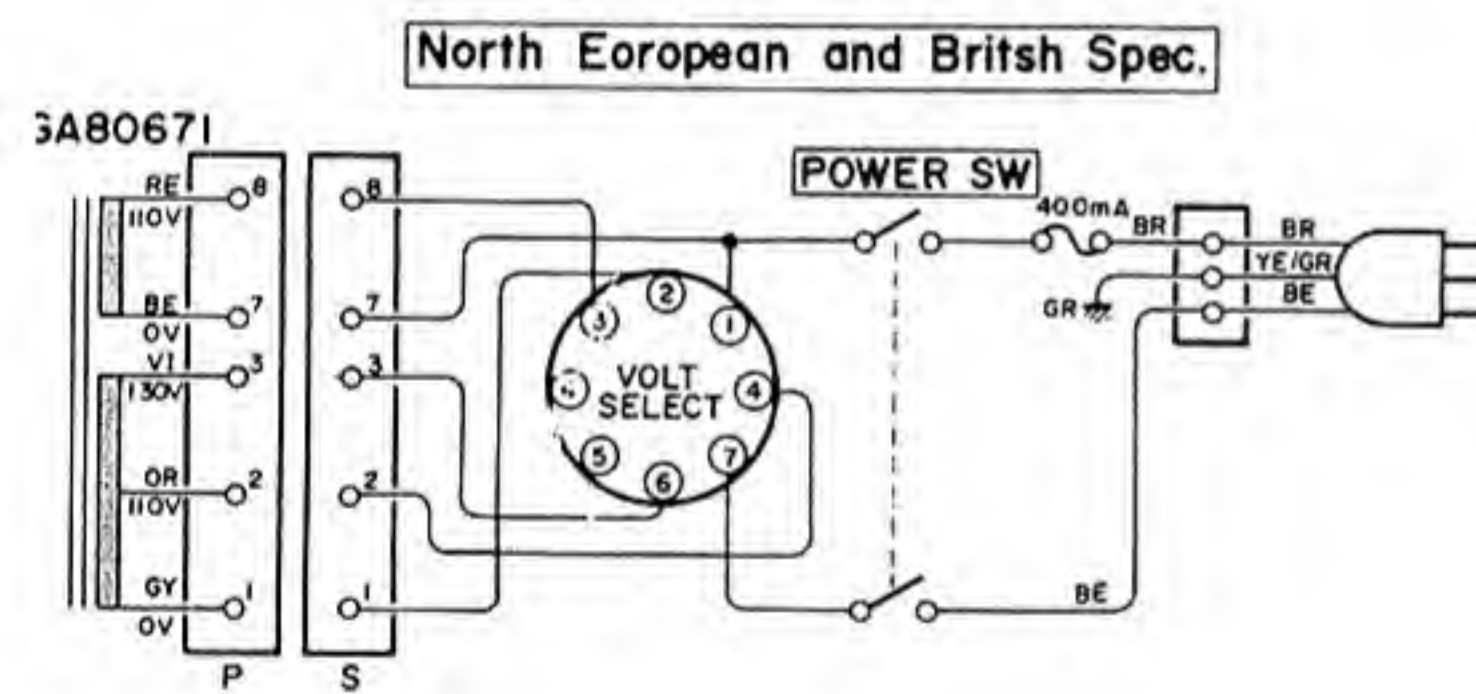 North Eoropean and Britsh Spec.
SA80671
POWER SW
RE
110V
8
BE
0V
7
VI
130V
3
OR
110V
2
GY
0V
1
P
8
7
3
2
1
S
2
3
1
VOLT
SELECT
4
5
7
6
400mA
BR
BR
YE/GR
BE
GR
BE